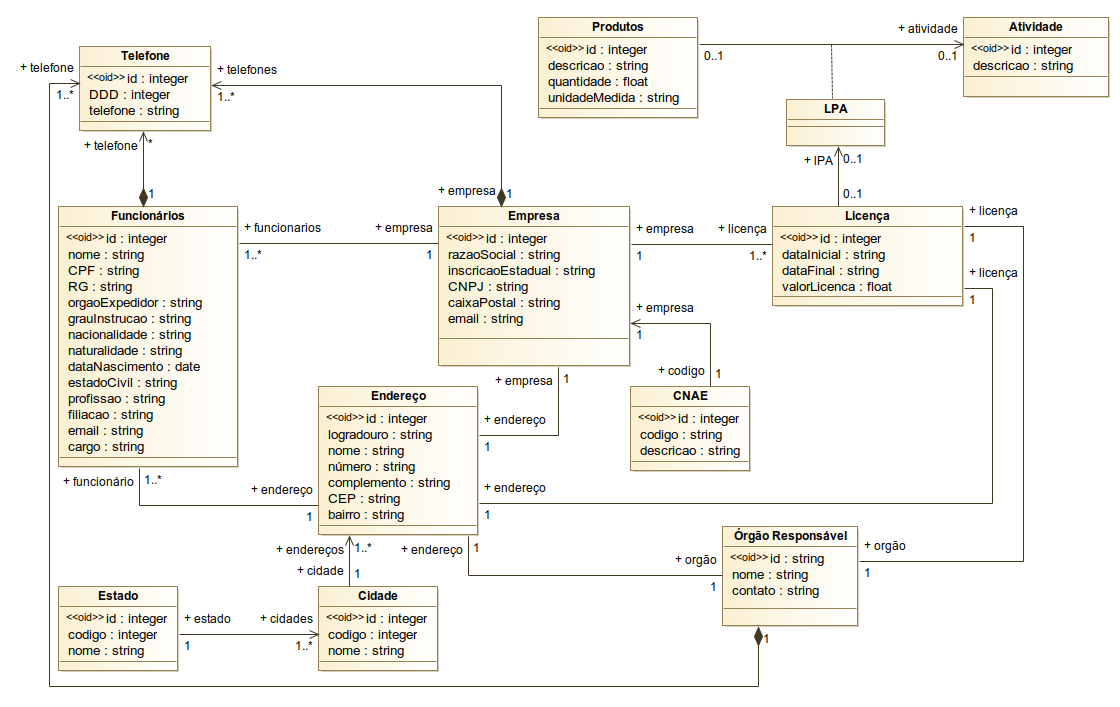 Telefone
<<oid>> id : integer
DDD : integer
telefone : string
+ telefone
1..*
+ telefones
1..*
+ telefone
*
1
Produtos
<<oid>> id : integer
descricao : string
quantidade : float
unidadeMedida : string
0..1
+ atividade
0..1
Atividade
<<oid>> id : integer
descricao : string
LPA
+ IPA
0..1
0..1
Funcionários
<<oid>> id : integer
nome : string
CPF : string
RG : string
orgaoExpedidor : string
grauInstrucao : string
nacionalidade : string
naturalidade : string
dataNascimento : date
estadoCivil : string
profissao : string
filiacao : string
email : string
cargo : string
+ funcionarios
1..*
+ empresa
1
+ empresa
1
Empresa
<<oid>> id : integer
razaoSocial : string
inscricaoEstadual : string
CNPJ : string
caixaPostal : string
email : string
+ empresa
1
+ licença
1..*
Licença
<<oid>> id : integer
dataInicial : string
dataFinal : string
valorLicenca : float
+ licença
1
+ licença
1
+ empresa
1
+ codigo
1
CNAE
<<oid>> id : integer
codigo : string
descricao : string
+ empresa
1
+ endereço
1
Endereço
<<oid>> id : integer
logradouro : string
nome : string
número : string
complemento : string
CEP : string
bairro : string
+ funcionário
1..*
+ endereço
1
+ endereço
1
+ endereços
1..*
+ cidade
1
+ endereço
1
+ orgão
1
Órgão Responsável
<<oid>> id : string
nome : string
contato : string
+ orgão
1
1
Estado
<<oid>> id : integer
codigo : integer
nome : string
+ estado
1
+ cidades
1..*
Cidade
<<oid>> id : integer
codigo : integer
nome : string